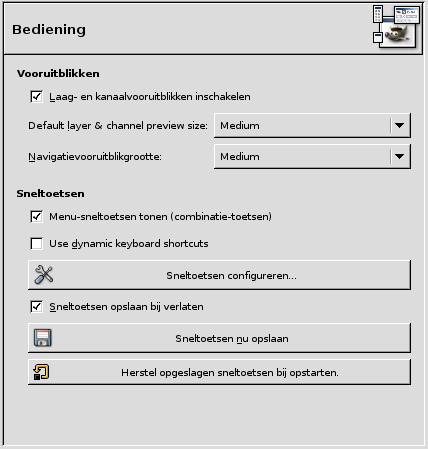 Bediening
Vooruitblikken
Laag- en kanaalvooruitblikken inschakelen
Default layer & channel preview size: Medium
Navigatievooruitblikgrootte: Medium
Sneltoetsen
Menu-sneltoetsen tonen (combinatie-toetsen)
Use dynamic keyboard shortcuts
Sneltoetsen configureren...
Sneltoetsen opslaan bij verlaten
Sneltoetsen nu opslaan
Herstel opgeslagen sneltoetsen bij opstarten.